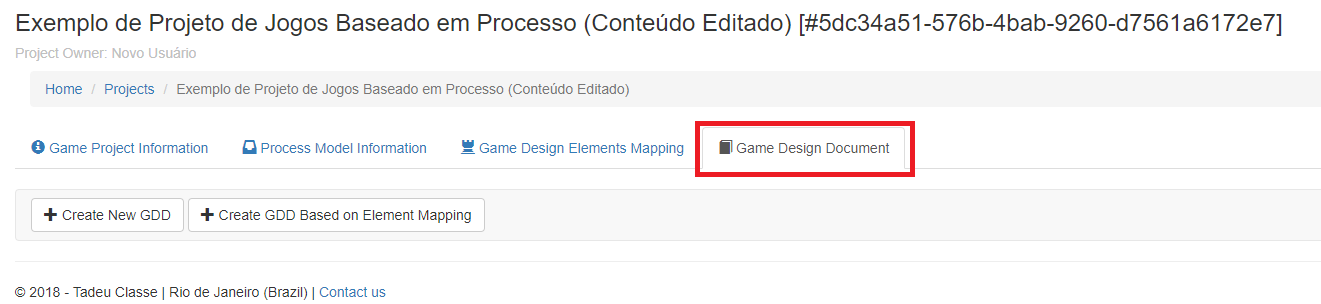 Exemplo de Projeto de Jogos Baseado em Processo (Conteúdo Editado) [#5dc34a51-576b-4bab-9260-d7561a6172e7]
Project Owner: Novo Usuário
Home / Projects / Exemplo de Projeto de Jogos Baseado em Processo (Conteúdo Editado)
Game Project Information Process Model Information Game Design Elements Mapping Game Design Document
Create New GDD Create GDD Based on Element Mapping
© 2018 - Tadeu Classe | Rio de Janeiro (Brazil) | Contact us